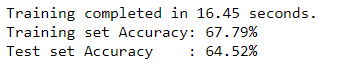 Training completed in 16.45 seconds.
Training set Accuracy: 67.79%
Test set Accuracy    : 64.52%